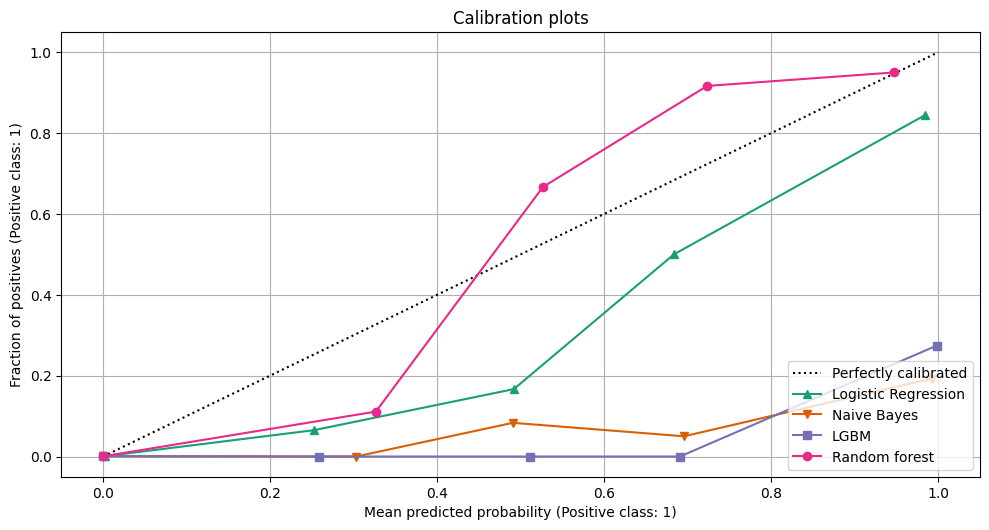 Calibration plots
Fraction of positives (Positive class: 1)
1.0
0.8
0.6
0.4
0.2
0.0
0.0 0.2 0.4 0.6 0.8 1.0
Mean predicted probability (Positive class: 1)
Perfectly calibrated
Logistic Regression
Naive Bayes
LGBM
Random forest